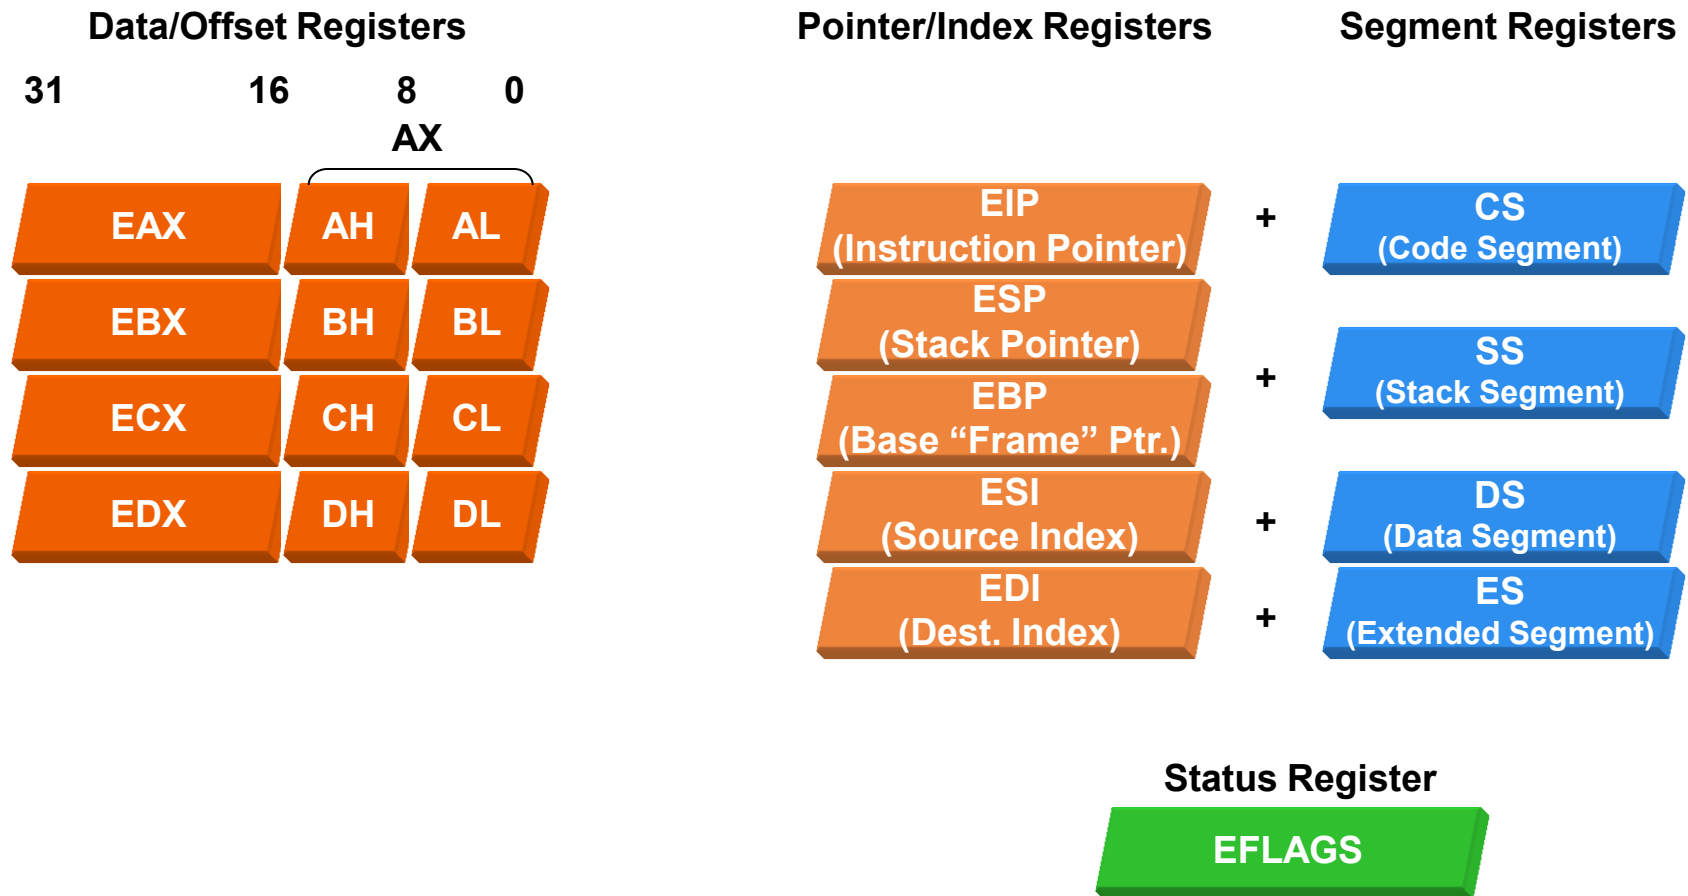 Data/Offset Registers
Pointer/Index Registers
Segment Registers
31 16 8 0
AX
EAX AH AL
EBX BH BL
ECX CH CL
EDX DH DL
EIP
(Instruction Pointer)
+
CS
(Code Segment)
ESP
(Stack Pointer)
EBP
(Base “Frame” Ptr.)
+
SS
(Stack Segment)
ESI
(Source Index)
+
DS
(Data Segment)
EDI
(Dest. Index)
+
ES
(Extended Segment)
Status Register
EFLAGS